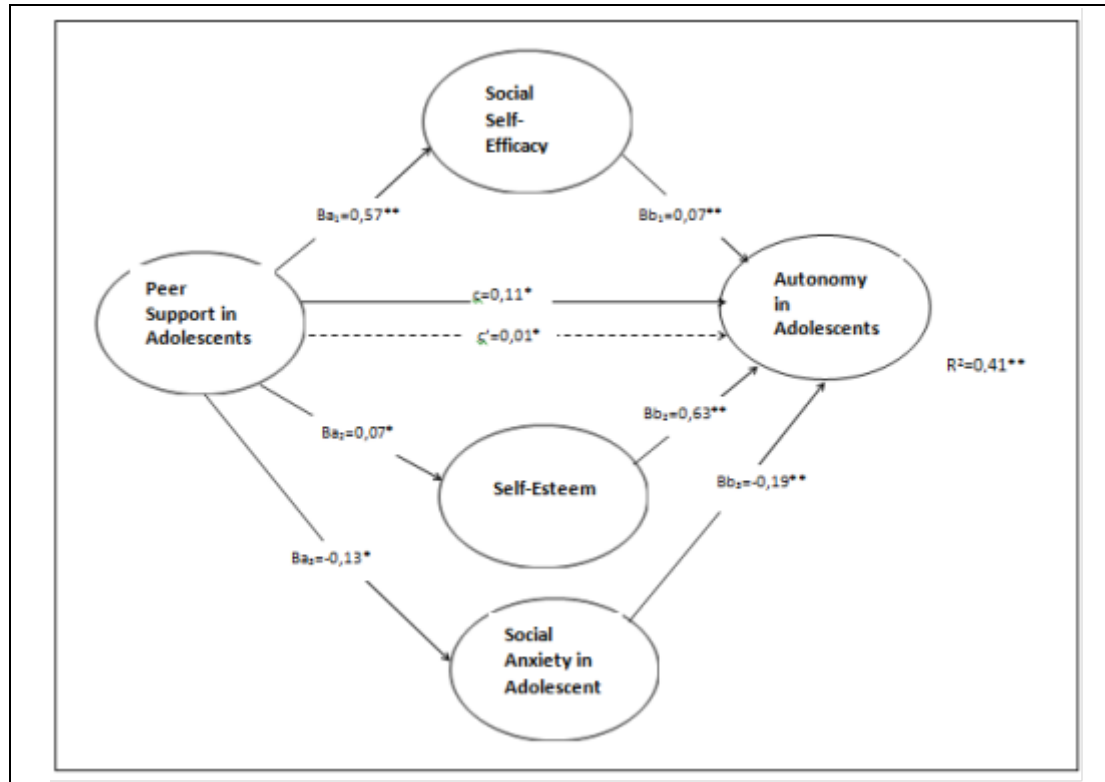 Social
Self-
Efficacy
Ba₁=0,57**
Bb₁=0,07**
Peer
Support in
Adolescents
c=0,11*
c'=0,01*
Autonomy
in
Adolescents
R²=0,41**
Ba₂=0,07*
Bb₂=0,63**
Self-Esteem
Bb₃=-0,19**
Ba₃=-0,13*
Social
Anxiety in
Adolescent